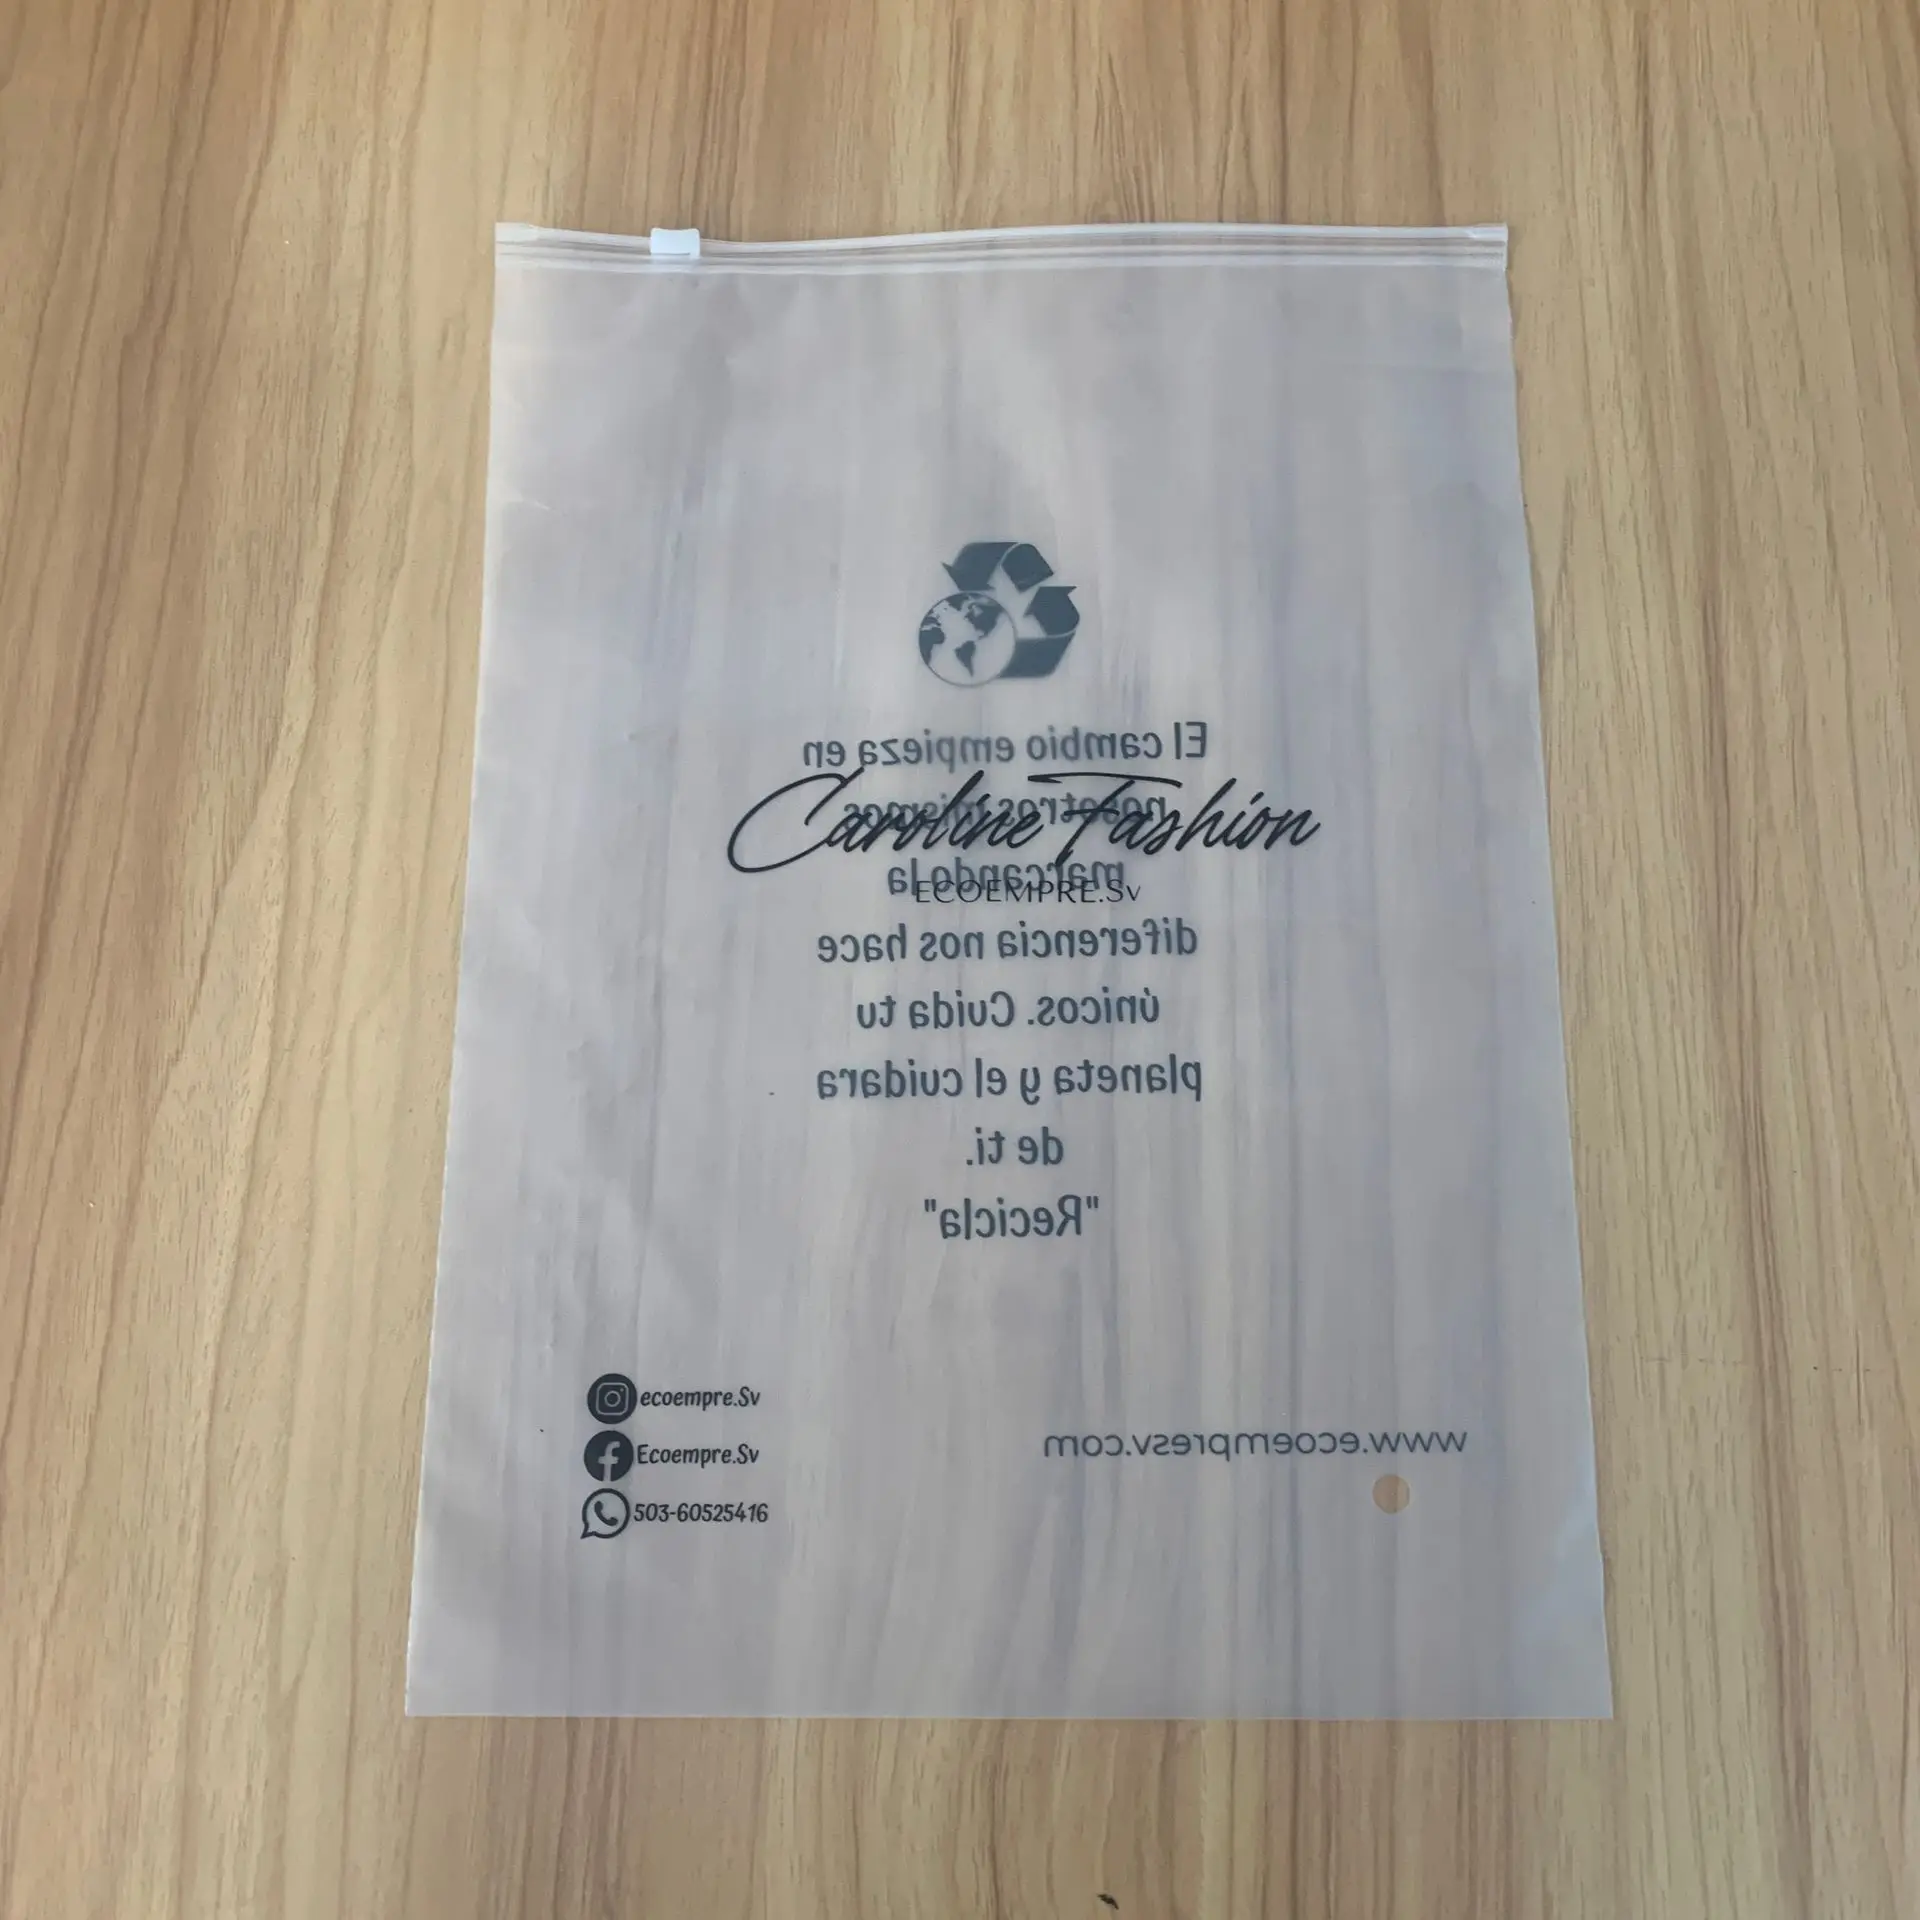 El cambio empieza en
nosotros mismos
Caroline Fashion
marcando la
ECOEMPRE.Sv
diferencia nos hace
únicos. Cuida tu
planeta y el cuidara
de ti.
"Recicla"
ecoempre.Sv
Ecoempre.Sv
503-60525416
www.ecoempresv.com